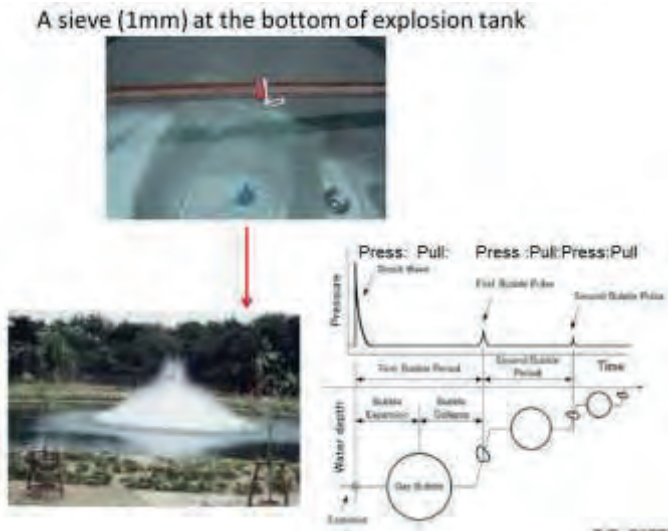 A sieve (1mm) at the bottom of explosion tank
Press: Pull: Press :Pull:Press:Pull
Shock Wave
First Bubble Pulse
Second Bubble Pulse
Pressure
First Bubble Period
Second Bubble
Period
Time
Bubble
Expansion
Bubble
Collapse
Water depth
Gas Bubble
Explosion